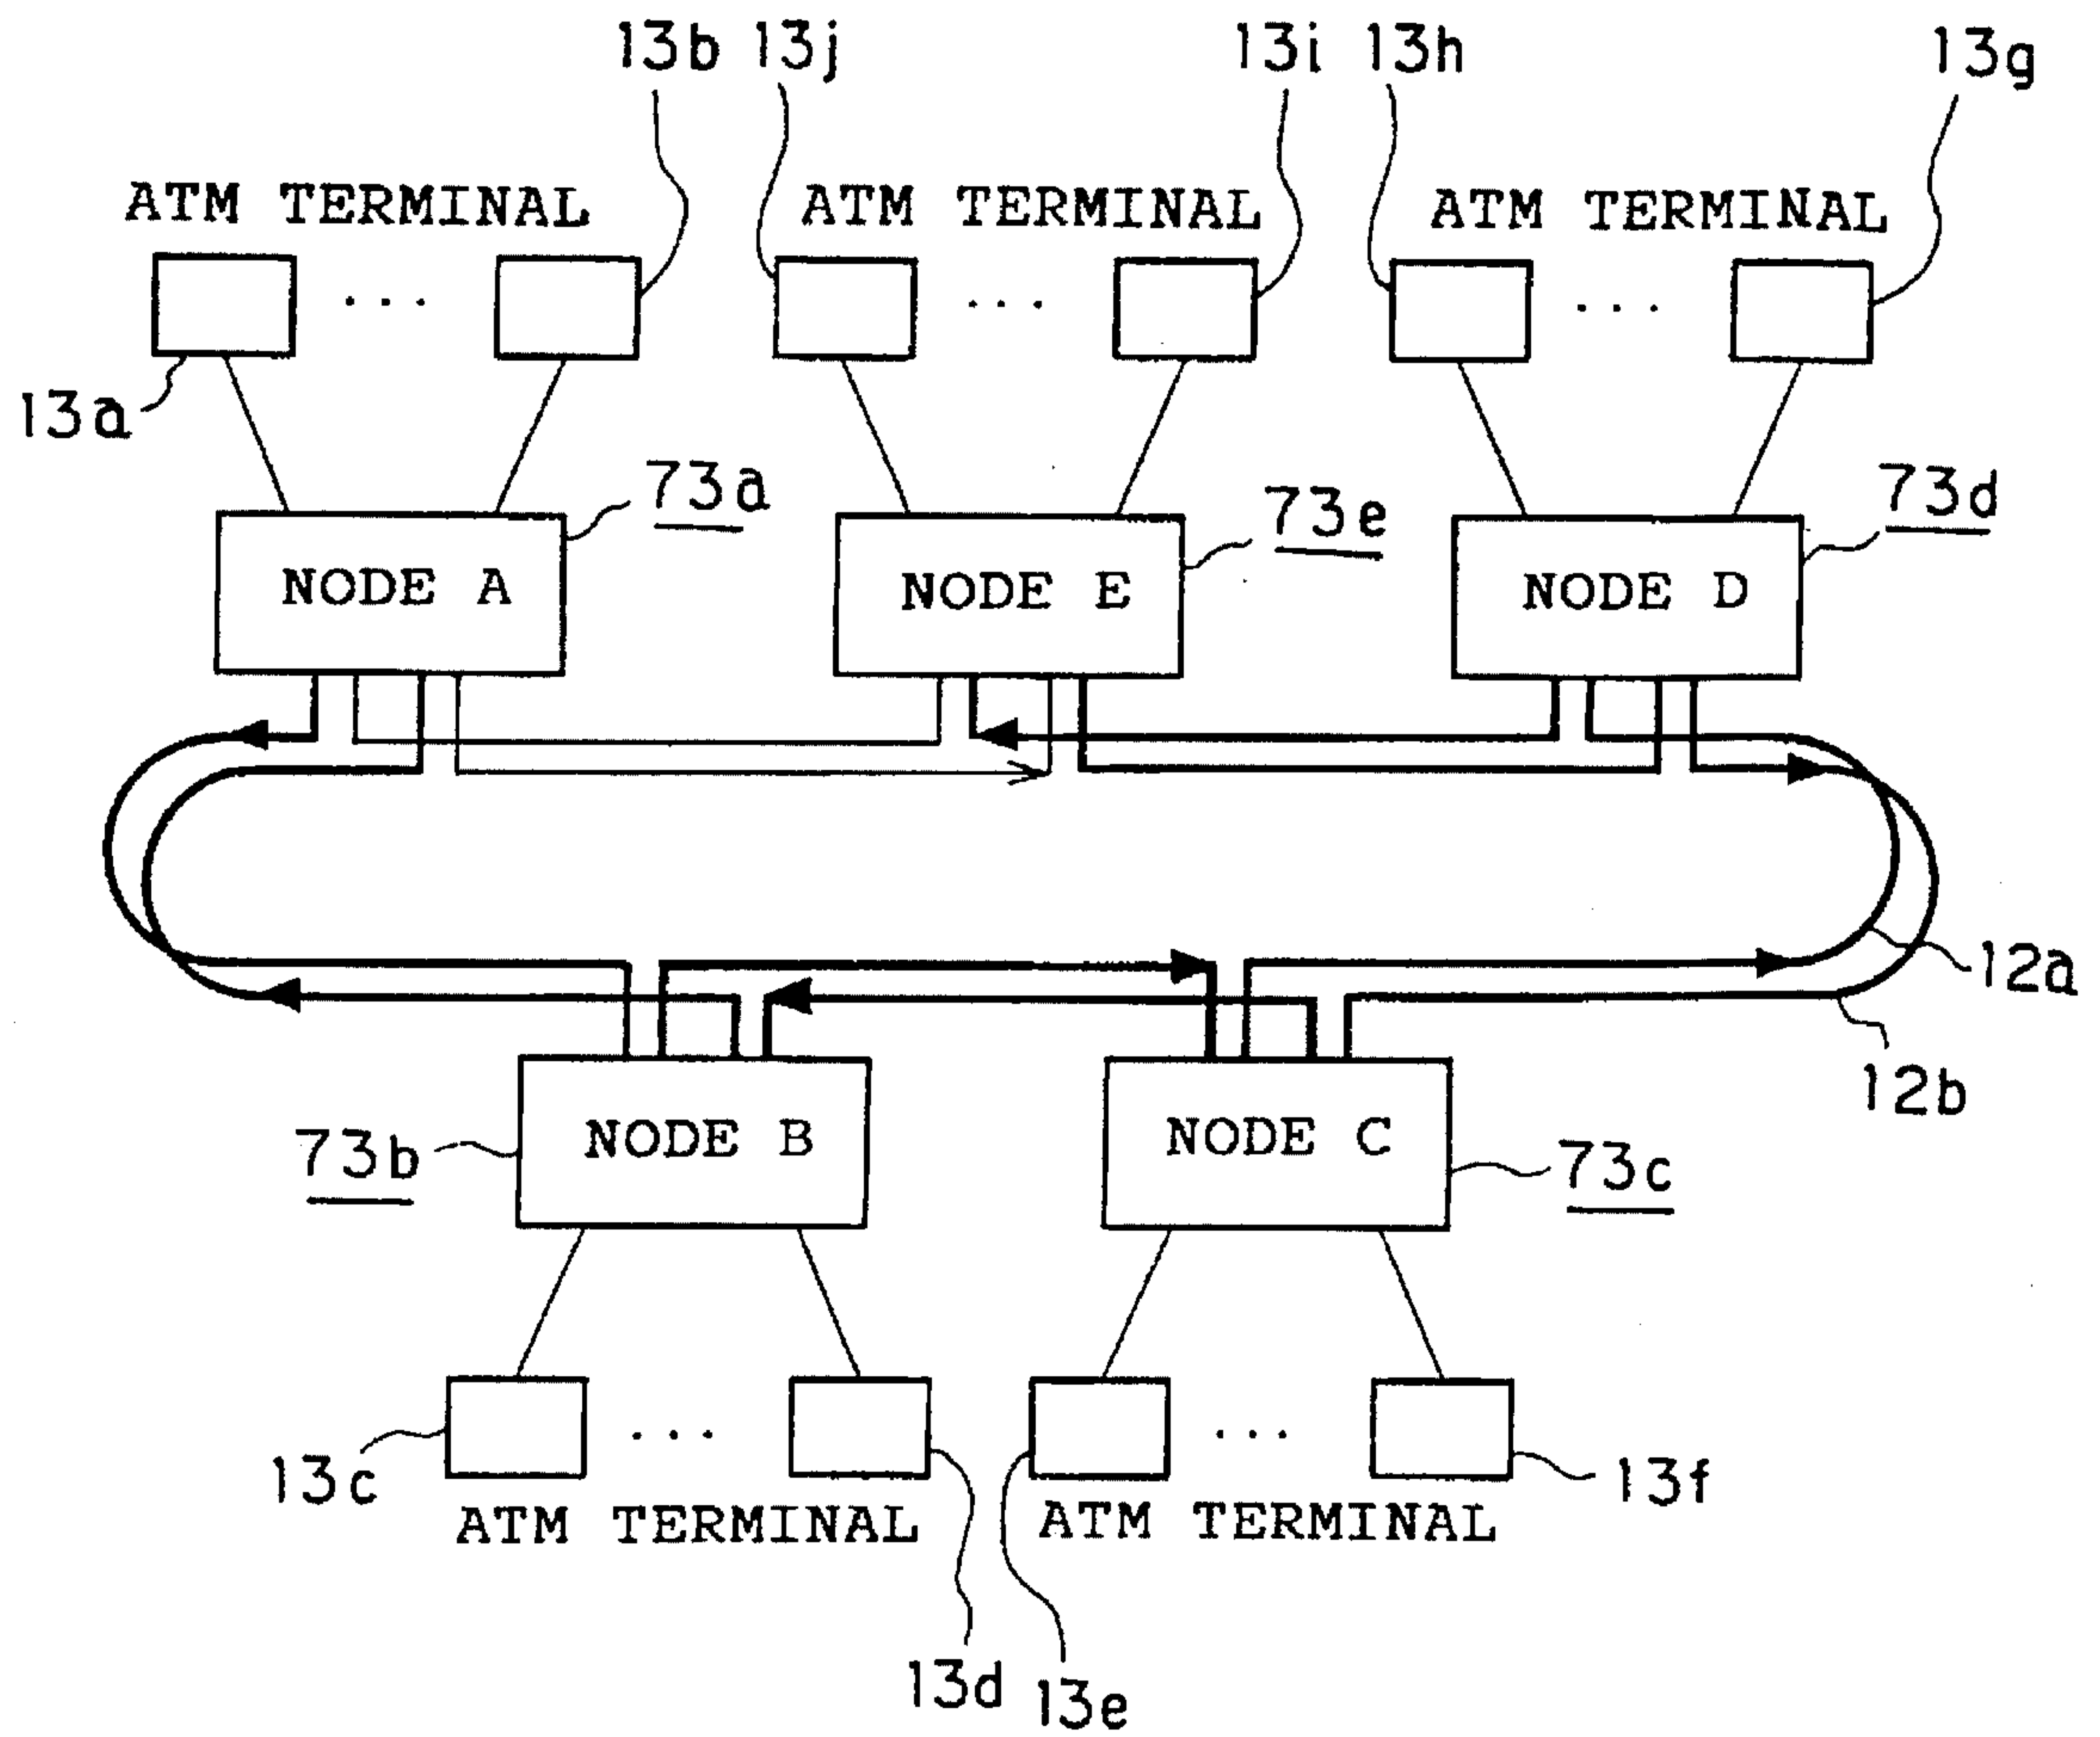 13b 13j 13i 13h 13g
ATM TERMINAL ATM TERMINAL ATM TERMINAL
13a
73a 73e 73d
NODE A NODE E NODE D
12a
12b
NODE B NODE C
73b 73c
13c 13f
ATM TERMINAL ATM TERMINAL
13d 13e